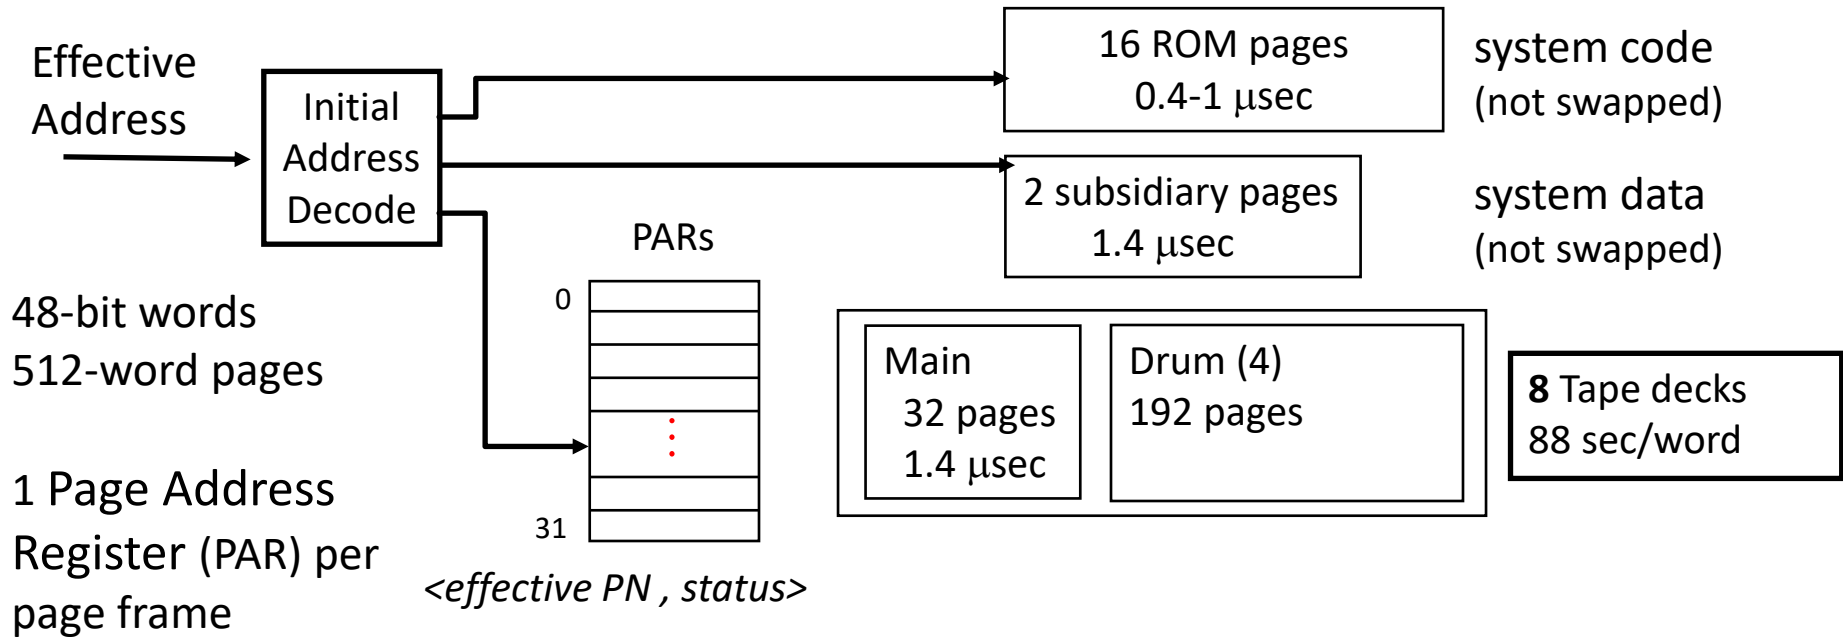 Effective
Address
Initial
Address
Decode
16 ROM pages
0.4-1 μsec
system code
(not swapped)
2 subsidiary pages
1.4 μsec
system data
(not swapped)
PARs
0
31
<effective PN , status>
48-bit words
512-word pages
1 Page Address
Register (PAR) per
page frame
Main
32 pages
1.4 μsec
Drum (4)
192 pages
8 Tape decks
88 sec/word